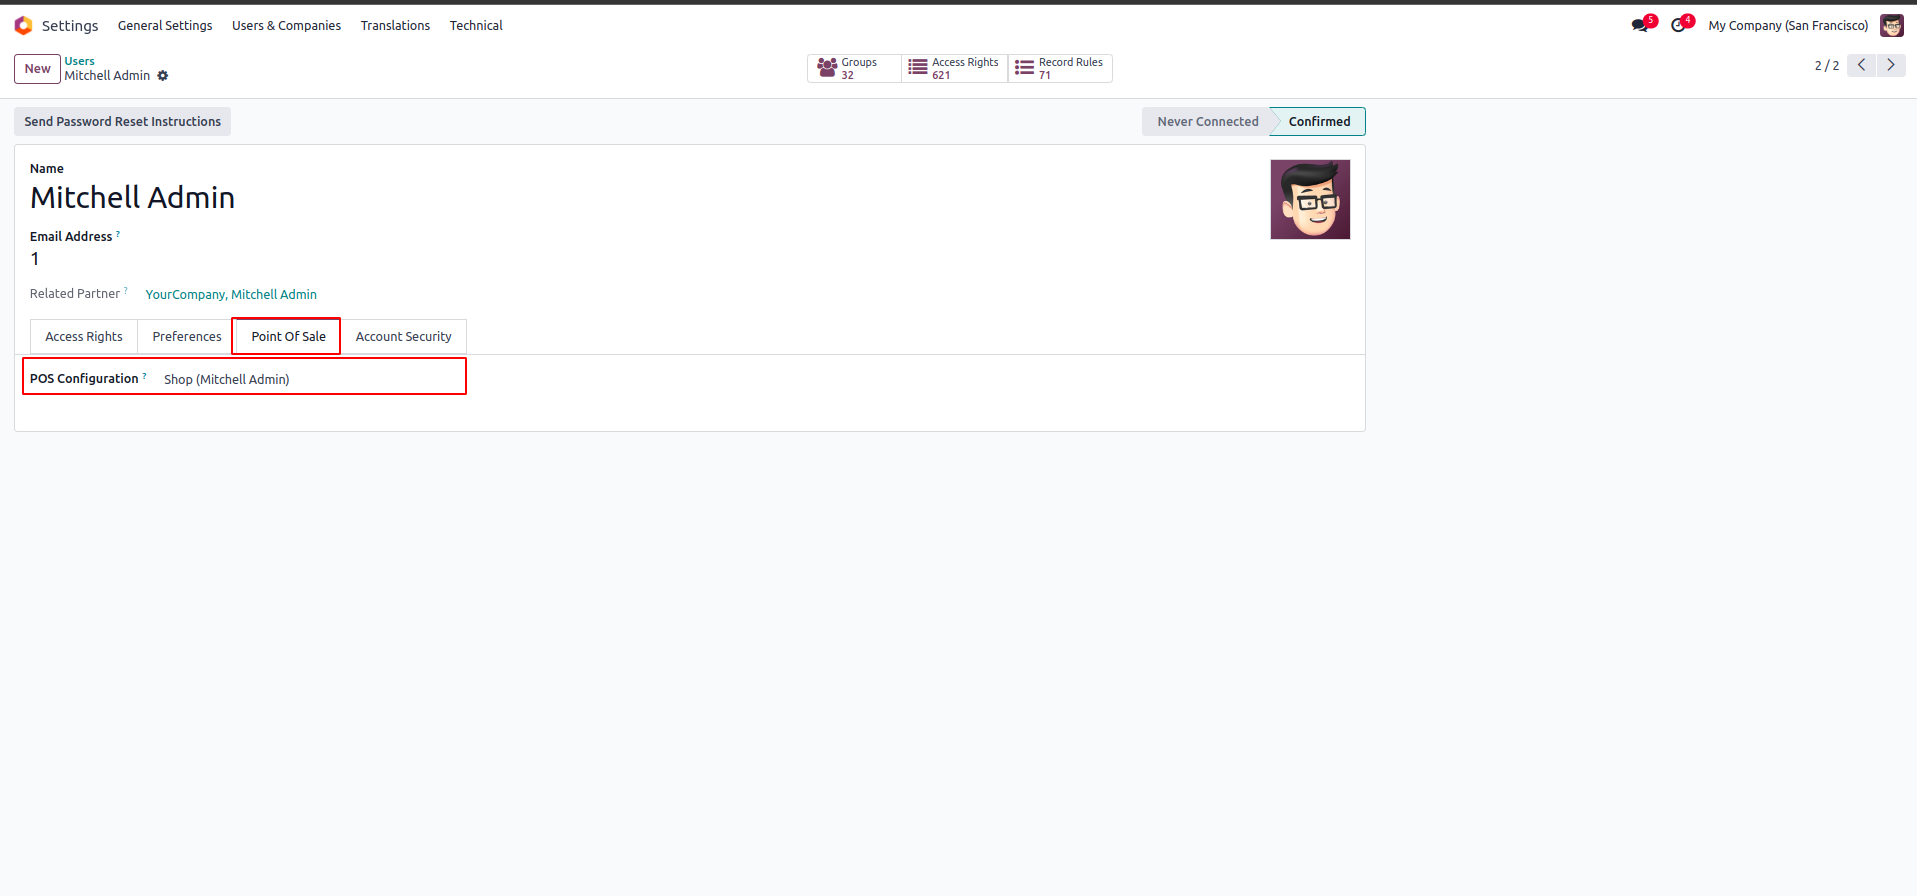 Settings General Settings Users & Companies Translations Technical 5 4 My Company (San Francisco)
New Users
Mitchell Admin
Groups 32
Access Rights 621
Record Rules 71
2 / 2
Send Password Reset Instructions Never Connected Confirmed
Name
Mitchell Admin
Email Address ?
1
Related Partner ? YourCompany, Mitchell Admin
Access Rights Preferences Point Of Sale Account Security
POS Configuration ? Shop (Mitchell Admin)